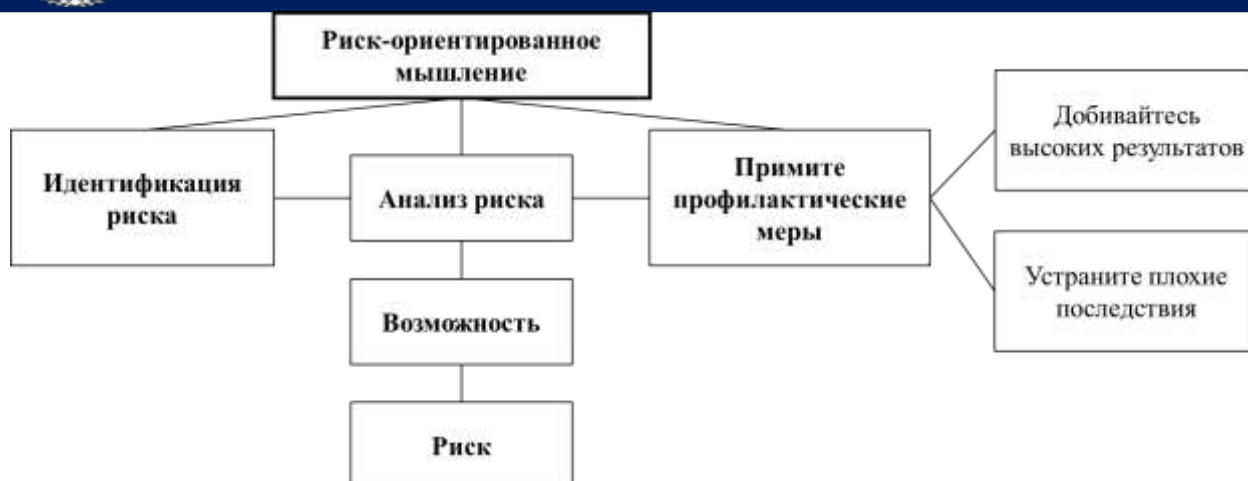 Риск-ориентированное
мышление
Идентификация
риска
Анализ риска
Примите
профилактические
меры
Добивайтесь
высоких результатов
Устраните плохие
последствия
Возможность
Риск